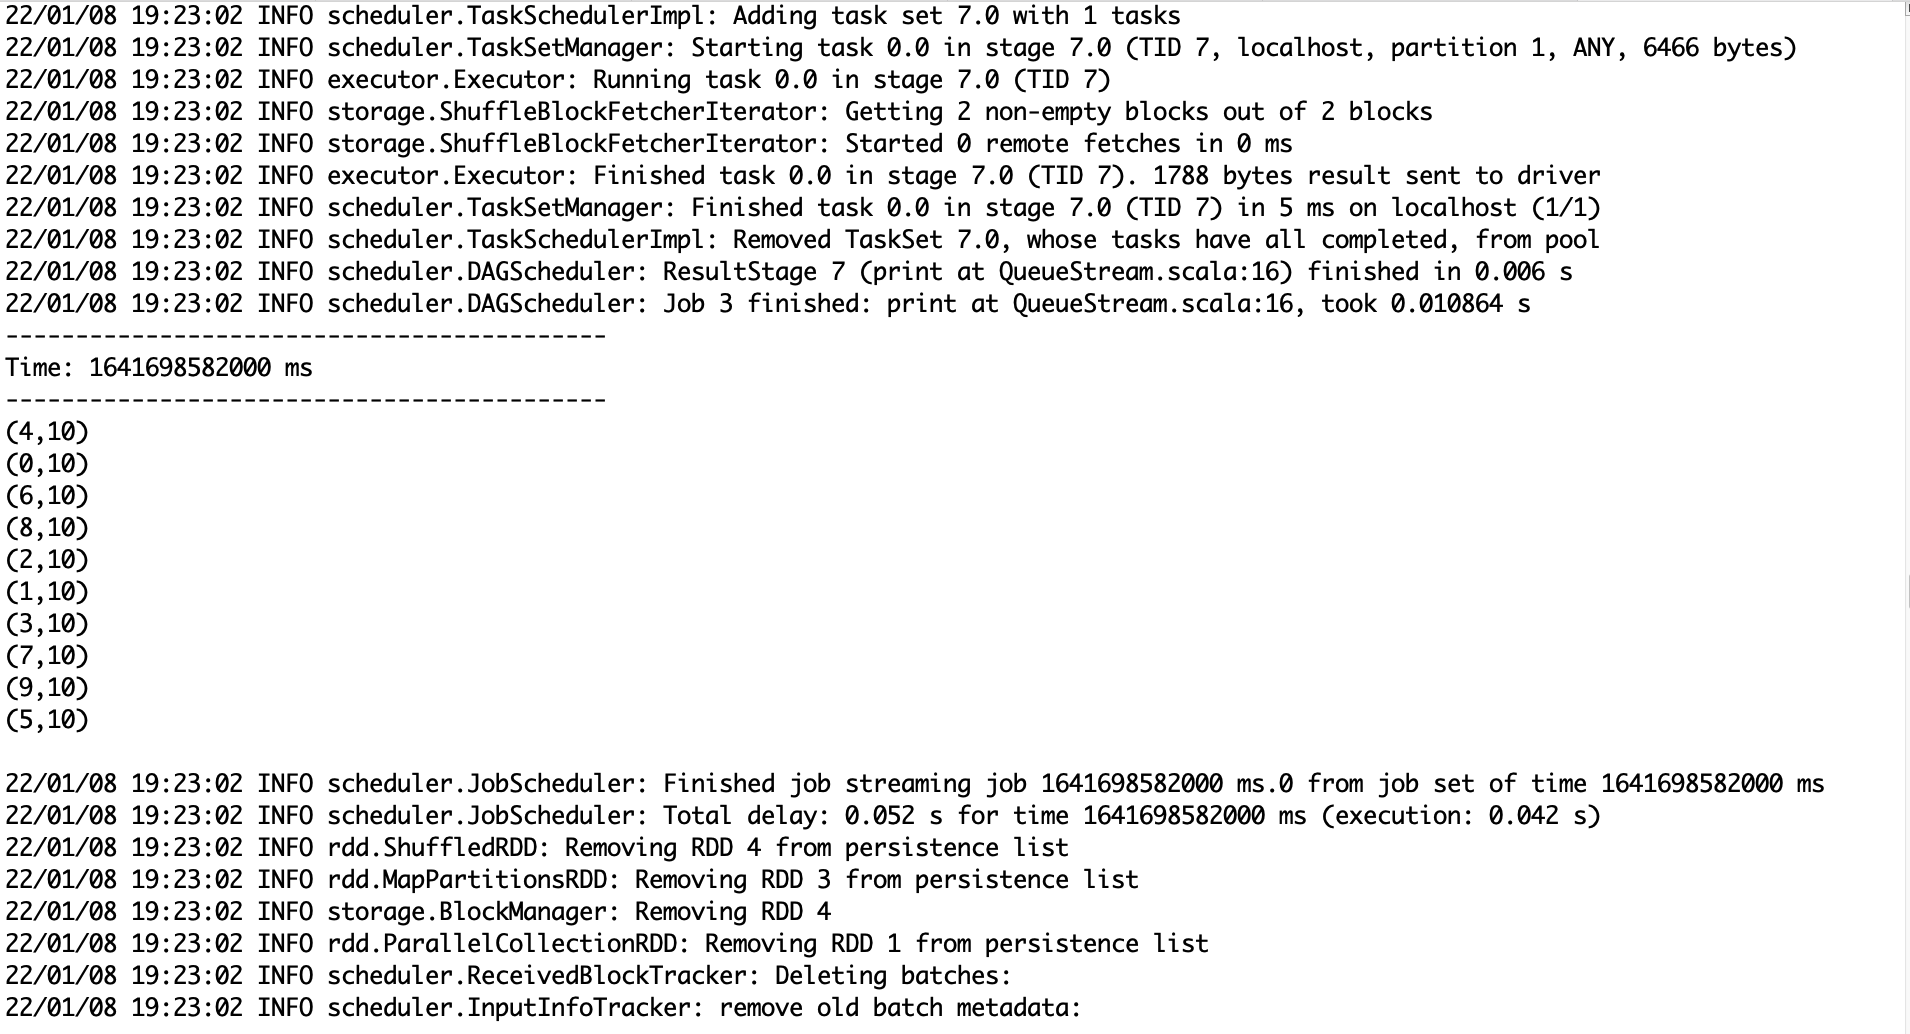 22/01/08 19:23:02 INFO scheduler.TaskSchedulerImpl: Adding task set 7.0 with 1 tasks
22/01/08 19:23:02 INFO scheduler.TaskSetManager: Starting task 0.0 in stage 7.0 (TID 7, localhost, partition 1, ANY, 6466 bytes)
22/01/08 19:23:02 INFO executor.Executor: Running task 0.0 in stage 7.0 (TID 7)
22/01/08 19:23:02 INFO storage.ShuffleBlockFetcherIterator: Getting 2 non-empty blocks out of 2 blocks
22/01/08 19:23:02 INFO storage.ShuffleBlockFetcherIterator: Started 0 remote fetches in 0 ms
22/01/08 19:23:02 INFO executor.Executor: Finished task 0.0 in stage 7.0 (TID 7). 1788 bytes result sent to driver
22/01/08 19:23:02 INFO scheduler.TaskSetManager: Finished task 0.0 in stage 7.0 (TID 7) in 5 ms on localhost (1/1)
22/01/08 19:23:02 INFO scheduler.TaskSchedulerImpl: Removed TaskSet 7.0, whose tasks have all completed, from pool
22/01/08 19:23:02 INFO scheduler.DAGScheduler: ResultStage 7 (print at QueueStream.scala:16) finished in 0.006 s
22/01/08 19:23:02 INFO scheduler.DAGScheduler: Job 3 finished: print at QueueStream.scala:16, took 0.010864 s
-------------------------------------------
Time: 1641698582000 ms
-------------------------------------------
(4,10)
(0,10)
(6,10)
(8,10)
(2,10)
(1,10)
(3,10)
(7,10)
(9,10)
(5,10)
22/01/08 19:23:02 INFO scheduler.JobScheduler: Finished job streaming job 1641698582000 ms.0 from job set of time 1641698582000 ms
22/01/08 19:23:02 INFO scheduler.JobScheduler: Total delay: 0.052 s for time 1641698582000 ms (execution: 0.042 s)
22/01/08 19:23:02 INFO rdd.ShuffledRDD: Removing RDD 4 from persistence list
22/01/08 19:23:02 INFO rdd.MapPartitionsRDD: Removing RDD 3 from persistence list
22/01/08 19:23:02 INFO storage.BlockManager: Removing RDD 4
22/01/08 19:23:02 INFO rdd.ParallelCollectionRDD: Removing RDD 1 from persistence list
22/01/08 19:23:02 INFO scheduler.ReceivedBlockTracker: Deleting batches:
22/01/08 19:23:02 INFO scheduler.InputInfoTracker: remove old batch metadata: